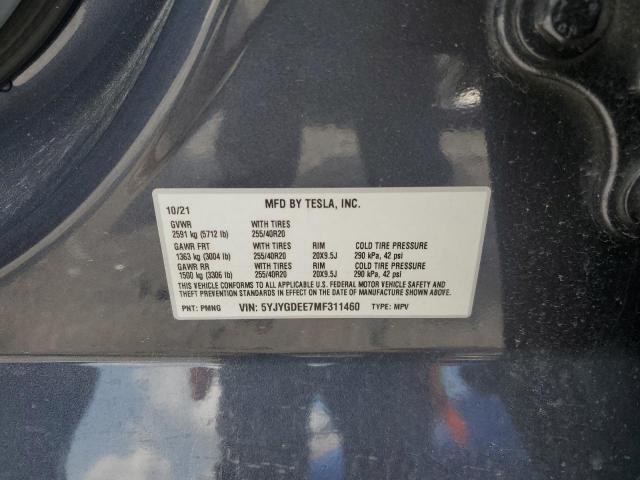 MFD BY TESLA, INC.
10/21
GVWR WITH TIRES
2591 kg (5712 lb) 255/40R20
GAWR FRT WITH TIRES RIM COLD TIRE PRESSURE
1363 kg (3004 lb) 255/40R20 20X9.5J 290 kPa, 42 psi
GAWR RR WITH TIRES RIM COLD TIRE PRESSURE
1500 kg (3306 lb) 255/40R20 20X9.5J 290 kPa, 42 psi
THIS VEHICLE CONFORMS TO ALL APPLICABLE U.S. FEDERAL MOTOR VEHICLE SAFETY AND
THEFT PREVENTION STANDARDS IN EFFECT ON THE DATE OF MANUFACTURE SHOWN ABOVE.
PNT: PMNG VIN: 5YJYGDEE7MF311460 TYPE: MPV